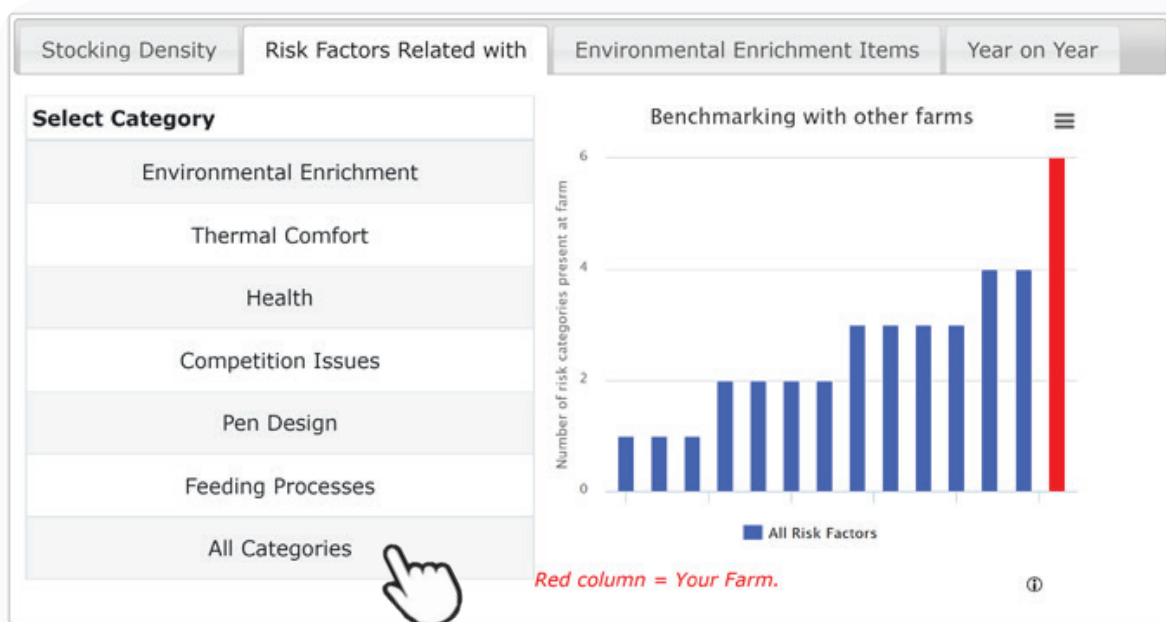 Stocking Density
Risk Factors Related with
Environmental Enrichment Items
Year on Year
Select Category
Environmental Enrichment
Thermal Comfort
Health
Competition Issues
Pen Design
Feeding Processes
All Categories
Benchmarking with other farms
Number of risk categories present at farm
6
4
2
0
All Risk Factors
Red column = Your Farm.